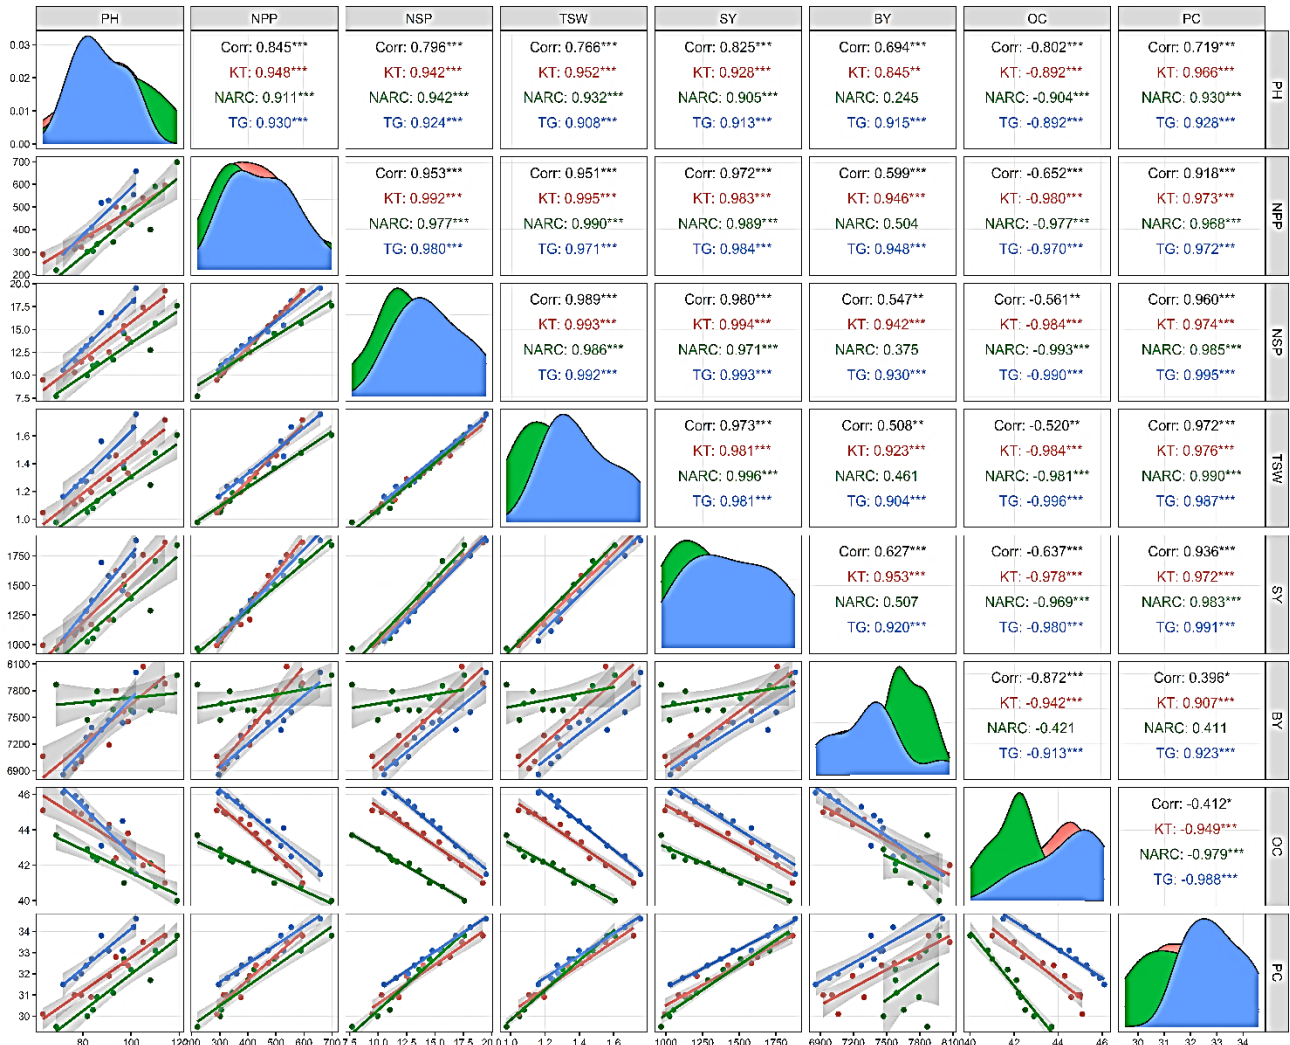 PH NPP NSP TSW SY BY OC PC
0.03
0.02
0.01
0.00
Corr: 0.845*** Corr: 0.796*** Corr: 0.766*** Corr: 0.825*** Corr: 0.694*** Corr: -0.802*** Corr: 0.719***
KT: 0.948*** KT: 0.942*** KT: 0.952*** KT: 0.928*** KT: 0.845** KT: -0.892*** KT: 0.966***
NARC: 0.911*** NARC: 0.942*** NARC: 0.932*** NARC: 0.905*** NARC: 0.245 NARC: -0.904*** NARC: 0.930***
TG: 0.930*** TG: 0.924*** TG: 0.908*** TG: 0.913*** TG: 0.915*** TG: -0.892*** TG: 0.928***
PH
700
600
500
400
300
200
Corr: 0.953*** Corr: 0.951*** Corr: 0.972*** Corr: 0.599*** Corr: -0.652*** Corr: 0.918***
KT: 0.992*** KT: 0.995*** KT: 0.983*** KT: 0.946*** KT: -0.980*** KT: 0.973***
NARC: 0.977*** NARC: 0.990*** NARC: 0.989*** NARC: 0.504 NARC: -0.977*** NARC: 0.968***
TG: 0.980*** TG: 0.971*** TG: 0.984*** TG: 0.948*** TG: -0.970*** TG: 0.972***
NPP
20.0
17.5
15.0
12.5
10.0
7.5
Corr: 0.989*** Corr: 0.980*** Corr: 0.547** Corr: -0.561** Corr: 0.960***
KT: 0.993*** KT: 0.994*** KT: 0.942*** KT: -0.984*** KT: 0.974***
NARC: 0.986*** NARC: 0.971*** NARC: 0.375 NARC: -0.993*** NARC: 0.985***
TG: 0.992*** TG: 0.993*** TG: 0.930*** TG: -0.990*** TG: 0.995***
NSP
1.6
1.4
1.2
1.0
Corr: 0.973*** Corr: 0.508** Corr: -0.520** Corr: 0.972***
KT: 0.981*** KT: 0.923*** KT: -0.984*** KT: 0.976***
NARC: 0.996*** NARC: 0.461 NARC: -0.981*** NARC: 0.990***
TG: 0.981*** TG: 0.904*** TG: -0.996*** TG: 0.987***
TSW
1750
1500
1250
1000
Corr: 0.627*** Corr: -0.637*** Corr: 0.936***
KT: 0.953*** KT: -0.978*** KT: 0.972***
NARC: 0.507 NARC: -0.969*** NARC: 0.983***
TG: 0.920*** TG: -0.980*** TG: 0.991***
SY
8100
7800
7500
7200
6900
Corr: -0.872*** Corr: 0.396*
KT: -0.942*** KT: 0.907***
NARC: -0.421 NARC: 0.411
TG: -0.913*** TG: 0.923***
BY
46
44
42
40
Corr: -0.412*
KT: -0.949***
NARC: -0.979***
TG: -0.988***
OC
34
33
32
31
30
PC
80 100 300 400 500 600 10.0 12.5 15.0 17.5 1.2 1.4 1.6 1000 1250 1500 1750 6900 7200 7500 7800 42 44 46 30 31 32 33 34